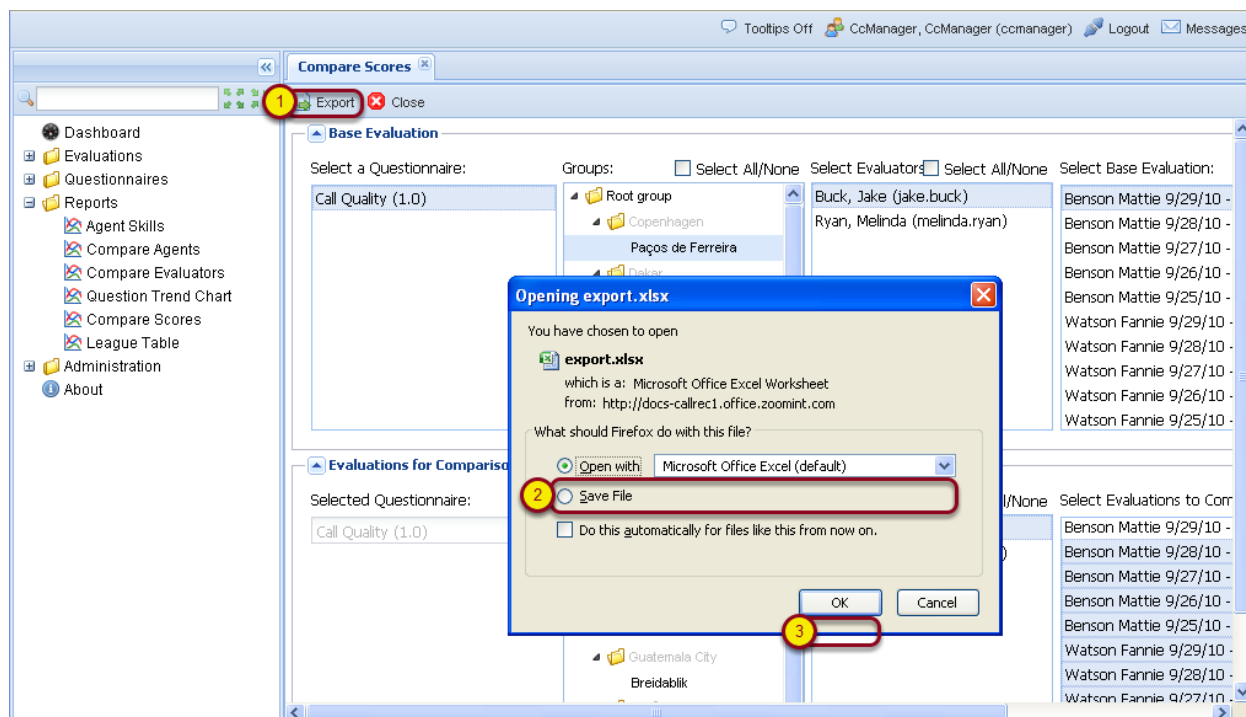 Tooltips Off CcManager, CcManager (ccmanager) Logout Messages
Compare Scores
1 Export Close
Dashboard
Evaluations
Questionnaires
Reports
Agent Skills
Compare Agents
Compare Evaluators
Question Trend Chart
Compare Scores
League Table
Administration
About
Base Evaluation
Select a Questionnaire:
Call Quality (1.0)
Groups: Select All/None
Root group
Copenhagen
Paços de Ferreira
Dakar
Select Evaluators Select All/None
Buck, Jake (jake.buck)
Ryan, Melinda (melinda.ryan)
Select Base Evaluation:
Benson Mattie 9/29/10 -
Benson Mattie 9/28/10 -
Benson Mattie 9/27/10 -
Benson Mattie 9/26/10 -
Benson Mattie 9/25/10 -
Watson Fannie 9/29/10 -
Watson Fannie 9/28/10 -
Watson Fannie 9/27/10 -
Watson Fannie 9/26/10 -
Watson Fannie 9/25/10 -
Opening export.xlsx
You have chosen to open
export.xlsx
which is a: Microsoft Office Excel Worksheet
from: http://docs-callrec1.office.zoomint.com
What should Firefox do with this file?
Open with Microsoft Office Excel (default)
2 Save File
Do this automatically for files like this from now on.
OK Cancel
3
Evaluations for Compariso
Selected Questionnaire:
Call Quality (1.0)
Guatemala City
Breidablik
l/None
Select Evaluations to Com
Benson Mattie 9/29/10 -
Benson Mattie 9/28/10 -
Benson Mattie 9/27/10 -
Benson Mattie 9/26/10 -
Benson Mattie 9/25/10 -
Watson Fannie 9/29/10 -
Watson Fannie 9/28/10 -
Watson Fannie 9/27/10 -